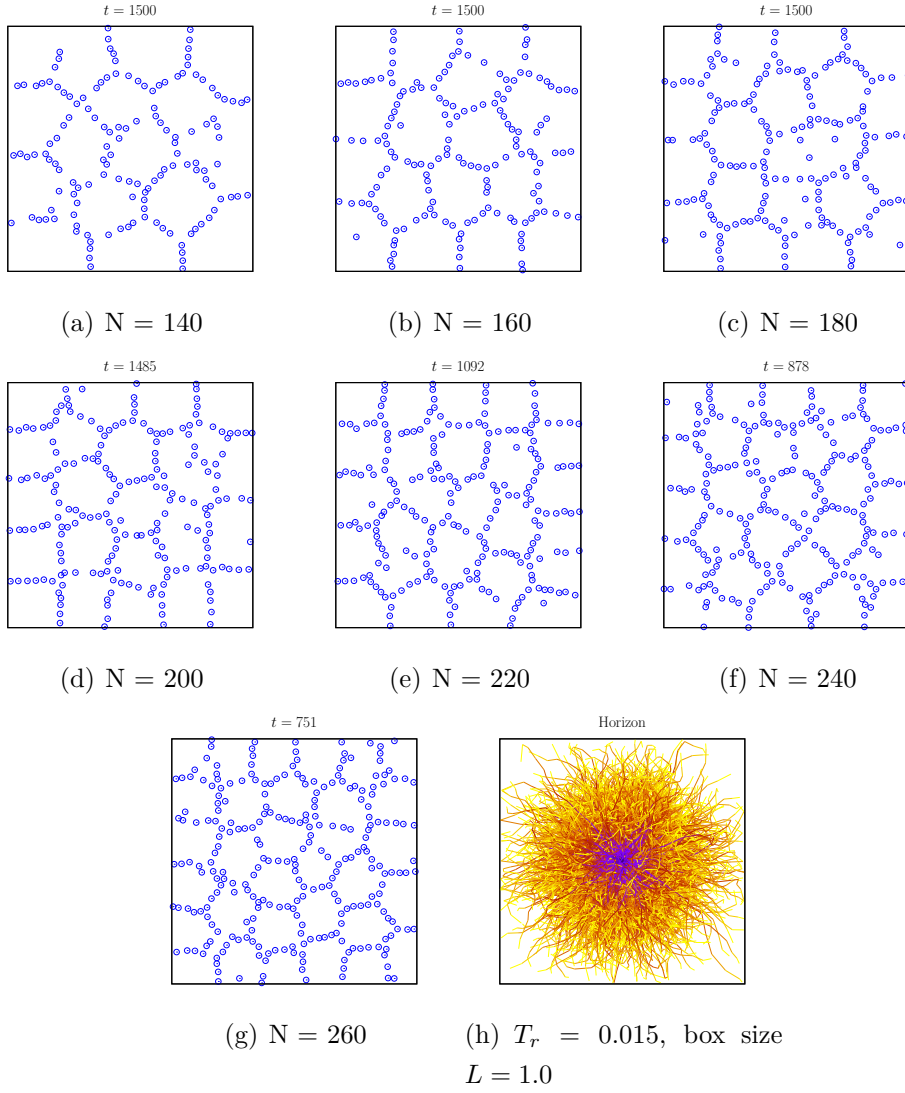 t = 1500
t = 1500
t = 1500
(a) N = 140
(b) N = 160
(c) N = 180
t = 1485
t = 1092
t = 878
(d) N = 200
(e) N = 220
(f) N = 240
t = 751
Horizon
(g) N = 260
(h) T_r = 0.015, box size
L = 1.0